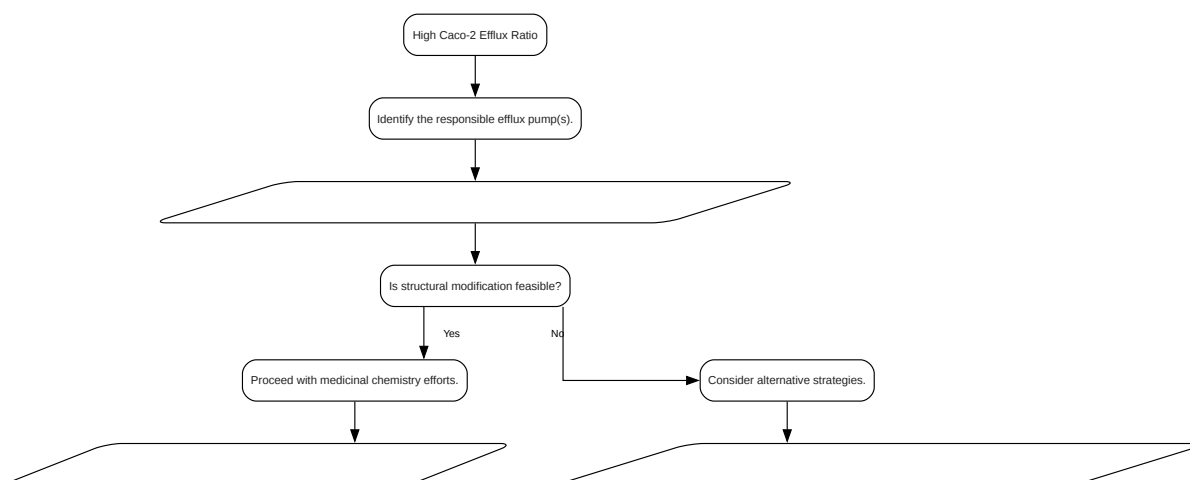 High Caco-2 Efflux Ratio
Identify the responsible efflux pump(s).
Is structural modification feasible?
Yes
No
Proceed with medicinal chemistry efforts.
Consider alternative strategies.